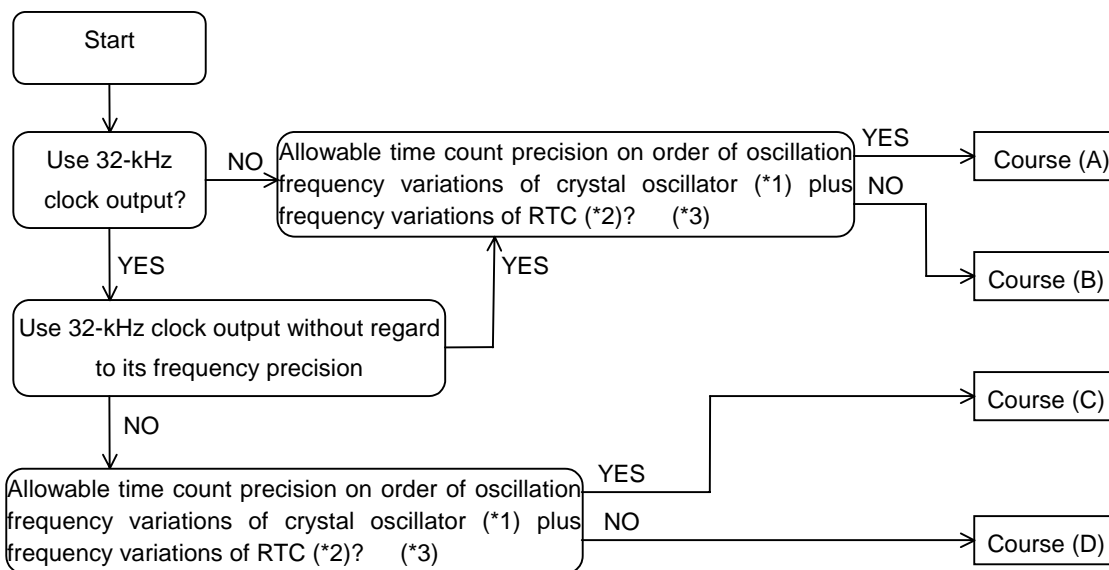 Start
Use 32-kHz
clock output?
NO
YES
Allowable time count precision on order of oscillation
frequency variations of crystal oscillator (*1) plus
frequency variations of RTC (*2)? (*3)
YES
Course (A)
NO
Course (B)
YES
Use 32-kHz clock output without regard
to its frequency precision
NO
Course (C)
Allowable time count precision on order of oscillation
frequency variations of crystal oscillator (*1) plus
frequency variations of RTC (*2)? (*3)
YES
NO
Course (D)